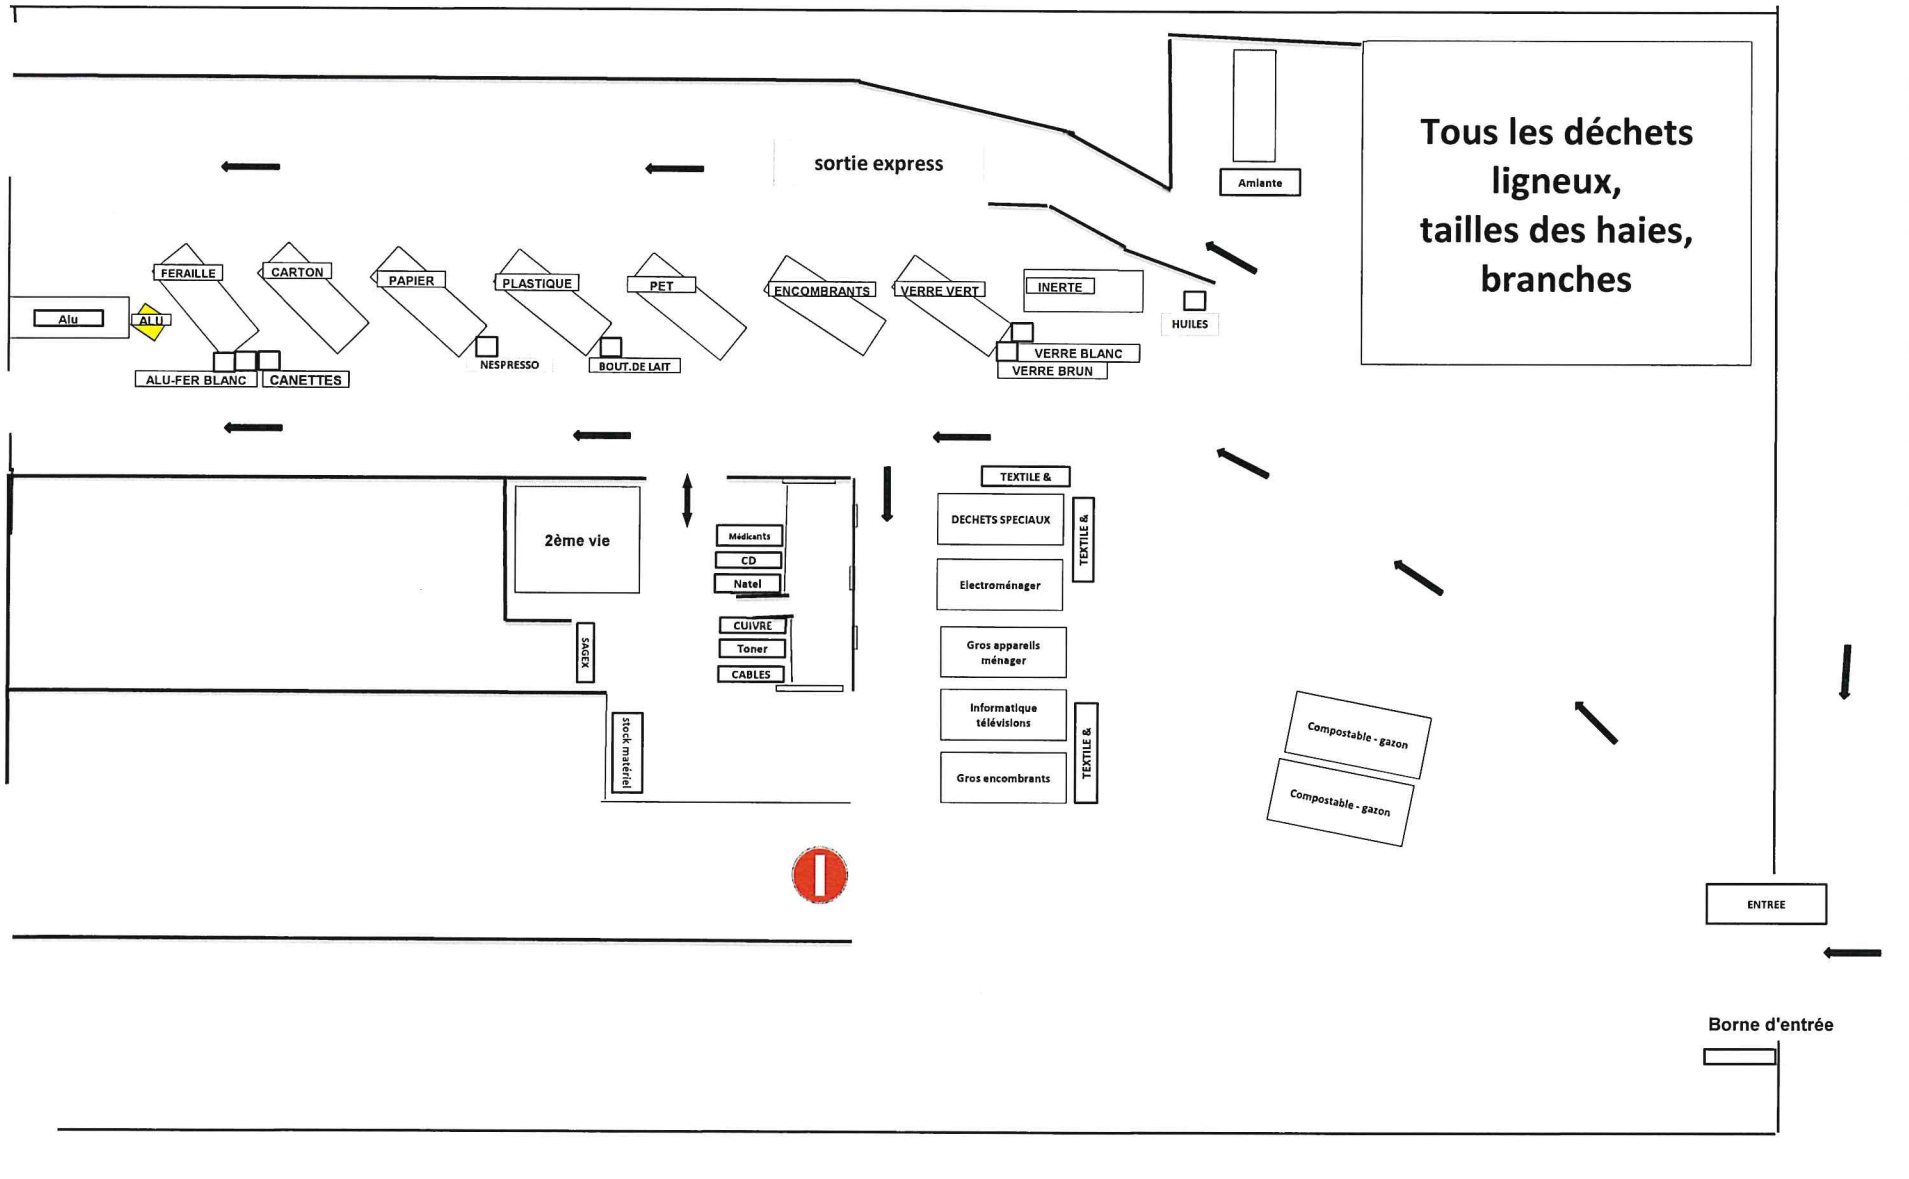 Tous les déchets
ligneux,
tailles des haies,
branches
sortie express
Amiante
FERAILLE
CARTON
PAPIER
PLASTIQUE
PET
ENCOMBRANTS
VERRE VERT
INERTE
Alu
ALU
HUILES
VERRE BLANC
VERRE BRUN
NESPRESSO
BOUT.DE LAIT
ALU-FER BLANC
CANETTES
TEXTILE &
DECHETS SPECIAUX
TEXTILE &
2ème vie
Médicants
CD
Natel
Electroménager
CUIVRE
Toner
CABLES
SAGEX
Gros appareils
ménager
Informatique
télévisions
TEXTILE &
stock matériel
Gros encombrants
Compostable - gazon
Compostable - gazon
ENTREE
Borne d'entrée